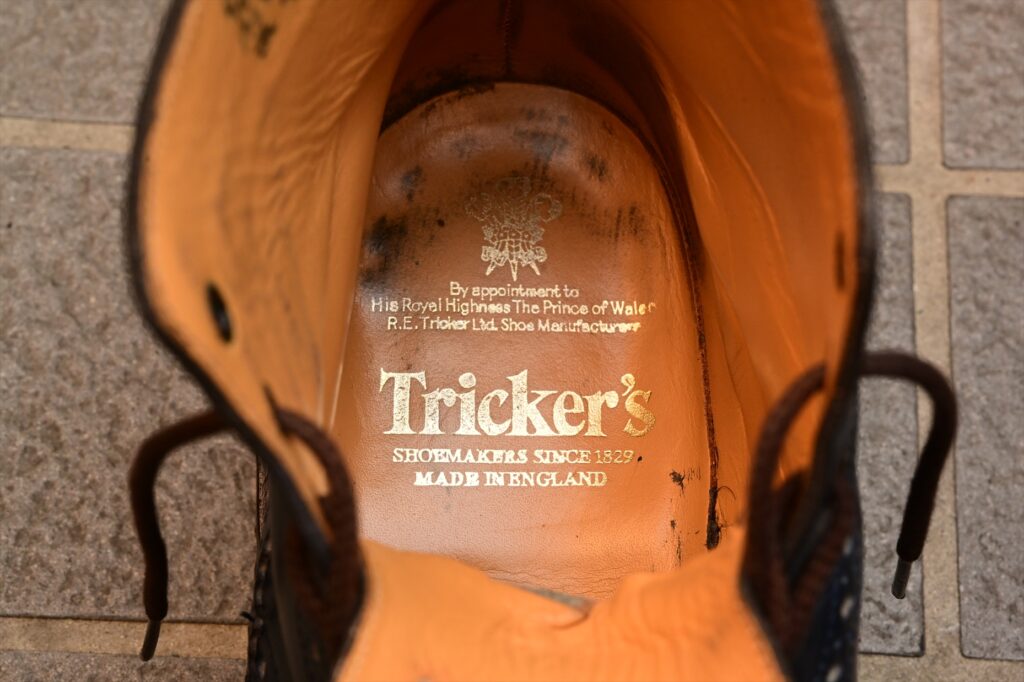 By appointment to
His Royal Highness The Prince of Wales
R.E. Tricker Ltd. Shoe Manufacturers
Tricker's
SHOEMAKERS SINCE 1829
MADE IN ENGLAND